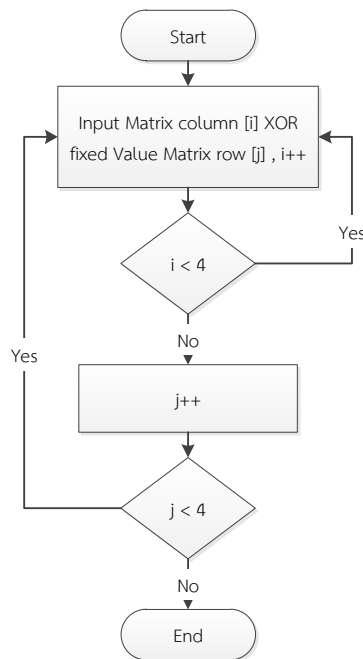 Start
Input Matrix column [i] XOR
fixed Value Matrix row [j] , i++
i < 4
Yes
No
Yes
j++
j < 4
No
End